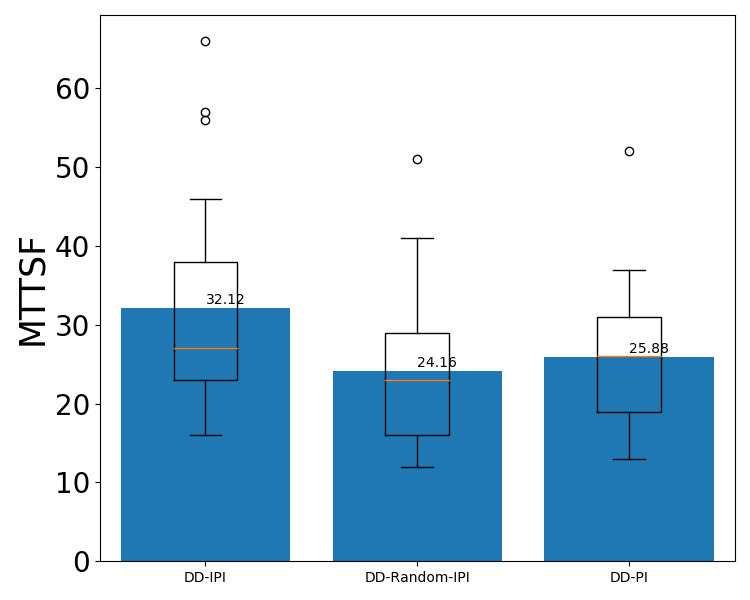 MTTSF
60
50
40
30
20
10
0
32.12
24.16
25.88
DD-IPI
DD-Random-IPI
DD-PI